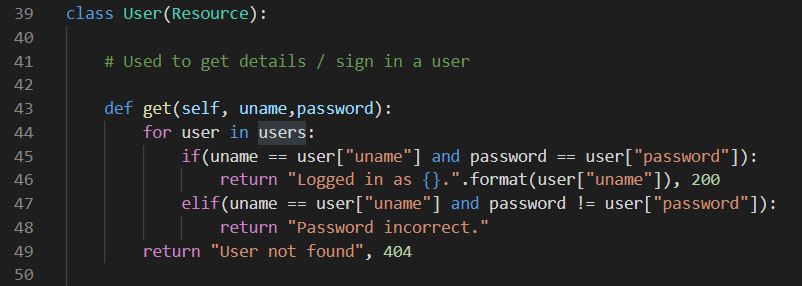 39 class User(Resource):
40
41     # Used to get details / sign in a user
42
43     def get(self, uname,password):
44         for user in users:
45             if(uname == user["uname"] and password == user["password"]):
46                 return "Logged in as {}.".format(user["uname"]), 200
47             elif(uname == user["uname"] and password != user["password"]):
48                 return "Password incorrect."
49         return "User not found", 404
50